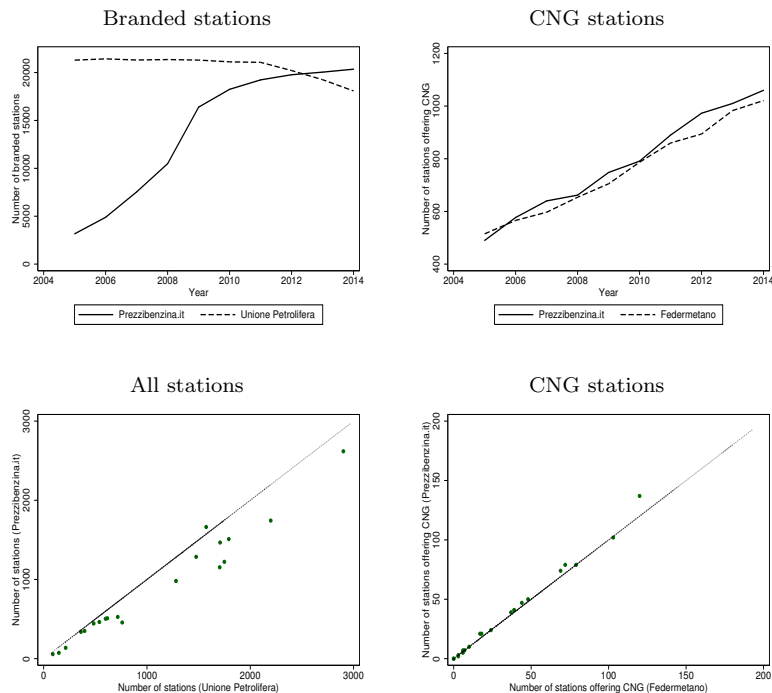 Branded stations
Number of branded stations
0 5000 10000 15000 20000
2004 2006 2008 2010 2012 2014
Year
Prezzibenzina.it Unione Petrolifera
CNG stations
Number of stations offering CNG
400 600 800 1000 1200
2004 2006 2008 2010 2012 2014
Year
Prezzibenzina.it Federmetano
All stations
Number of stations (Prezzibenzina.it)
0 1000 2000 3000
0 1000 2000 3000
Number of stations (Unione Petrolifera)
CNG stations
Number of stations offering CNG (Prezzibenzina.it)
0 50 100 150 200
0 50 100 150 200
Number of stations offering CNG (Federmetano)